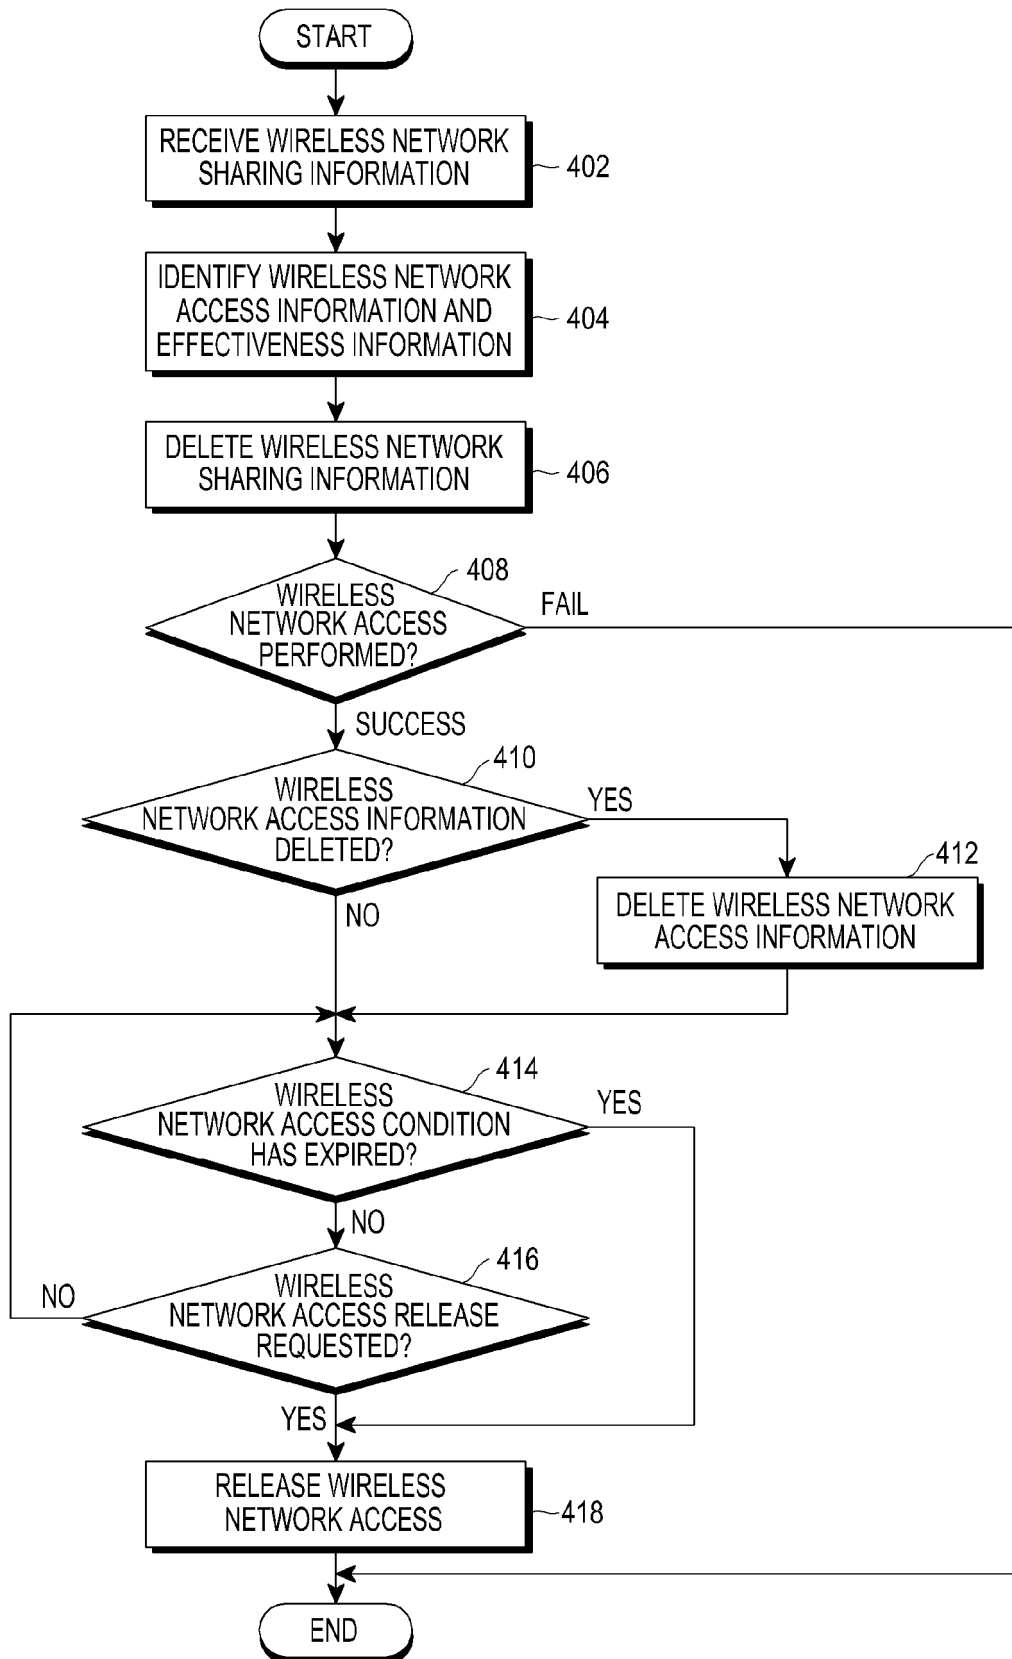 START
RECEIVE WIRELESS NETWORK
SHARING INFORMATION
402
IDENTIFY WIRELESS NETWORK
ACCESS INFORMATION AND
EFFECTIVENESS INFORMATION
404
DELETE WIRELESS NETWORK
SHARING INFORMATION
406
408
WIRELESS
NETWORK ACCESS
PERFORMED?
FAIL
SUCCESS
410
WIRELESS
NETWORK ACCESS INFORMATION
DELETED?
YES
NO
412
DELETE WIRELESS NETWORK
ACCESS INFORMATION
414
WIRELESS
NETWORK ACCESS CONDITION
HAS EXPIRED?
YES
NO
416
WIRELESS
NETWORK ACCESS RELEASE
REQUESTED?
NO
YES
RELEASE WIRELESS
NETWORK ACCESS
418
END